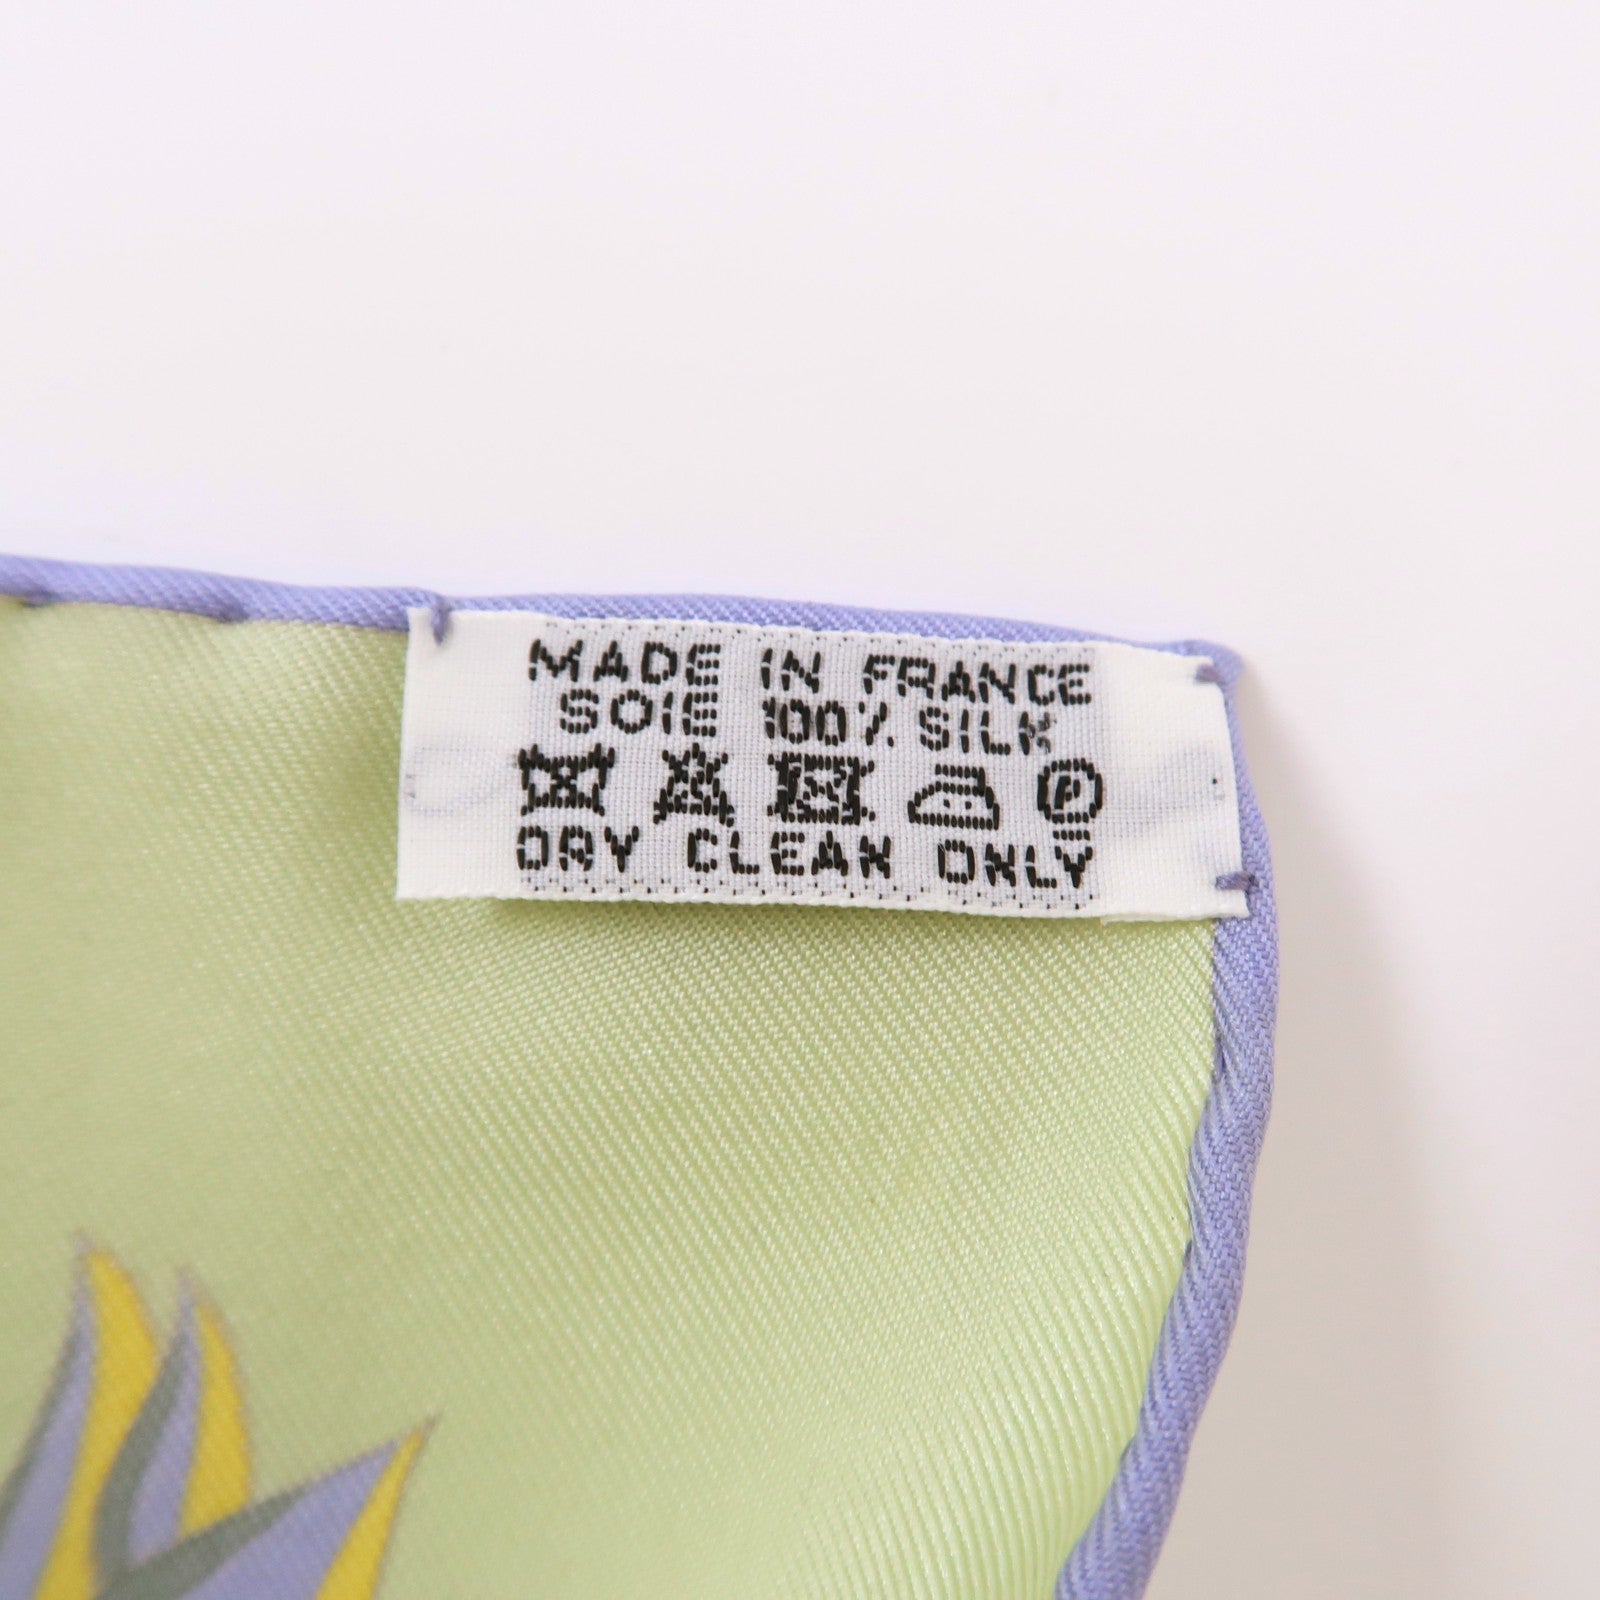 MADE IN FRANCE
SOIE 100% SILK
P
DRY CLEAN ONLY